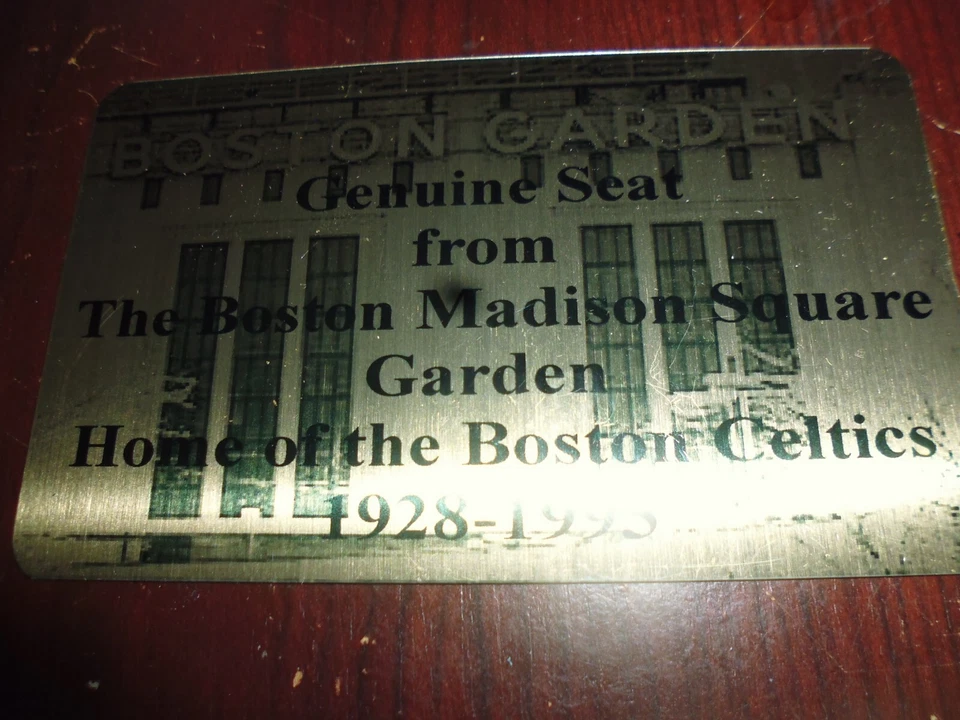 BOSTON GARDEN
Genuine Seat
from
The Boston Madison Square
Garden
Home of the Boston Celtics
1928-1995